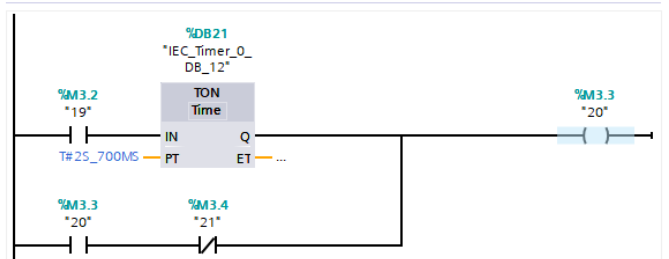 %DB21
"IEC_Timer_0_
DB_12"
%M3.2
"19"
TON
Time
%M3.3
"20"
IN
Q
T#2S_700MS
PT
ET
...
%M3.3
"20"
%M3.4
"21"